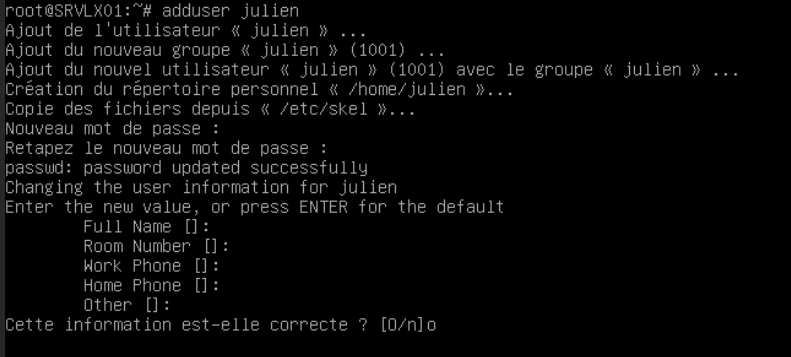 root@SRVLX01:~# adduser julien
Ajout de l'utilisateur « julien » ...
Ajout du nouveau groupe « julien » (1001) ...
Ajout du nouvel utilisateur « julien » (1001) avec le groupe « julien » ...
Création du répertoire personnel « /home/julien »...
Copie des fichiers depuis « /etc/skel »...
Nouveau mot de passe :
Retapez le nouveau mot de passe :
passwd: password updated successfully
Changing the user information for julien
Enter the new value, or press ENTER for the default
Full Name []:
Room Number []:
Work Phone []:
Home Phone []:
Other []:
Cette information est-elle correcte ? [O/n]o